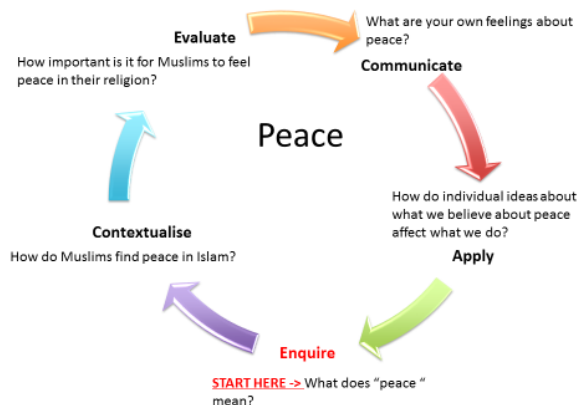 Evaluate
How important is it for Muslims to feel
peace in their religion?
What are your own feelings about
peace?
Communicate
Peace
How do individual ideas about
what we believe about peace
affect what we do?
Apply
Contextualise
How do Muslims find peace in Islam?
Enquire
START HERE -> What does “peace “
mean?